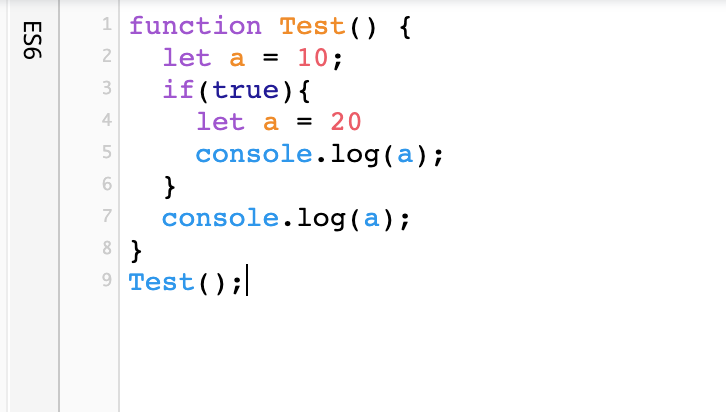 ES6
1 function Test() {
2   let a = 10;
3   if(true){
4     let a = 20
5     console.log(a);
6   }
7   console.log(a);
8 }
9 Test();